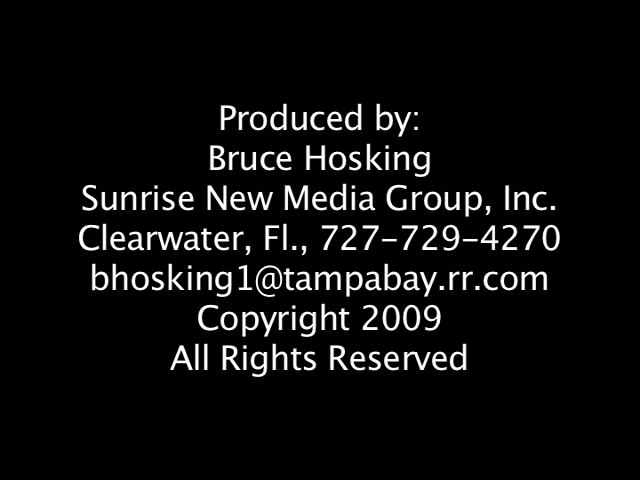 Produced by:
Bruce Hosking
Sunrise New Media Group, Inc.
Clearwater, Fl., 727-729-4270
bhosking1@tampabay.rr.com
Copyright 2009
All Rights Reserved